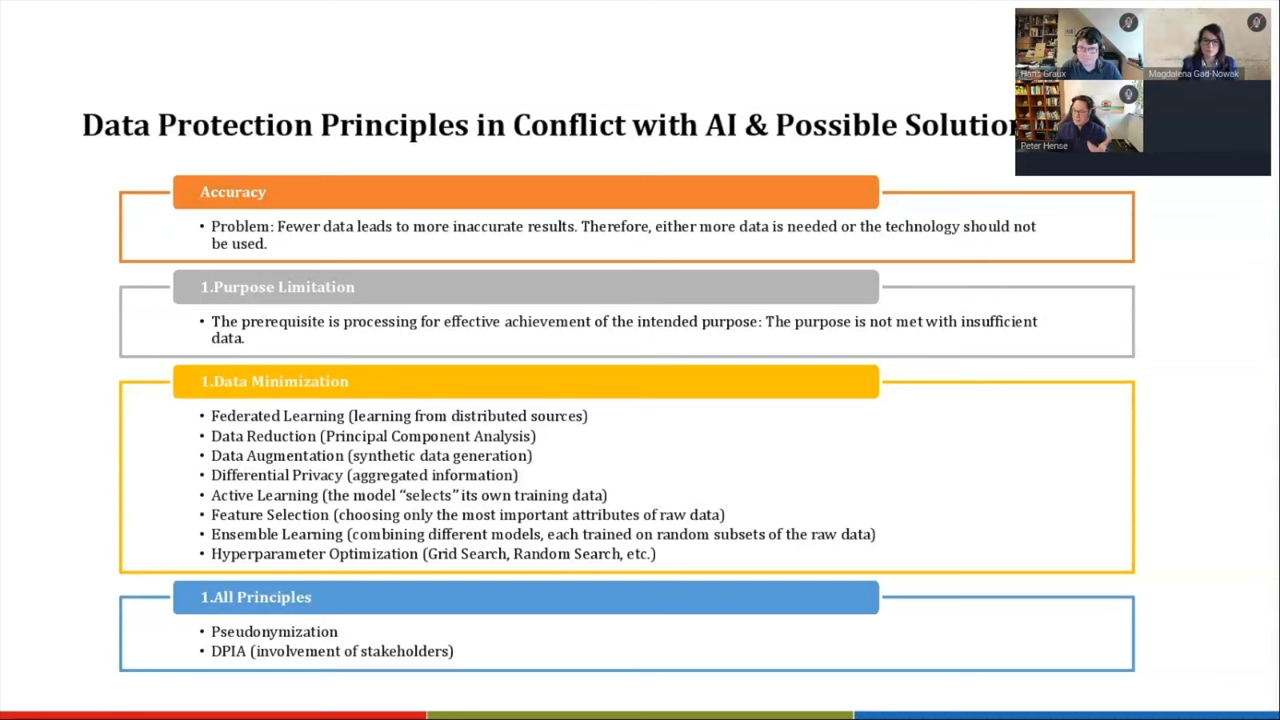 Hans Graux
Magdalena Gad-Nowak
Peter Hense
Data Protection Principles in Conflict with AI & Possible Solution
Accuracy
• Problem: Fewer data leads to more inaccurate results. Therefore, either more data is needed or the technology should not
be used.
1.Purpose Limitation
• The prerequisite is processing for effective achievement of the intended purpose: The purpose is not met with insufficient
data.
1.Data Minimization
• Federated Learning (learning from distributed sources)
• Data Reduction (Principal Component Analysis)
• Data Augmentation (synthetic data generation)
• Differential Privacy (aggregated information)
• Active Learning (the model “selects” its own training data)
• Feature Selection (choosing only the most important attributes of raw data)
• Ensemble Learning (combining different models, each trained on random subsets of the raw data)
• Hyperparameter Optimization (Grid Search, Random Search, etc.)
1.All Principles
• Pseudonymization
• DPIA (involvement of stakeholders)